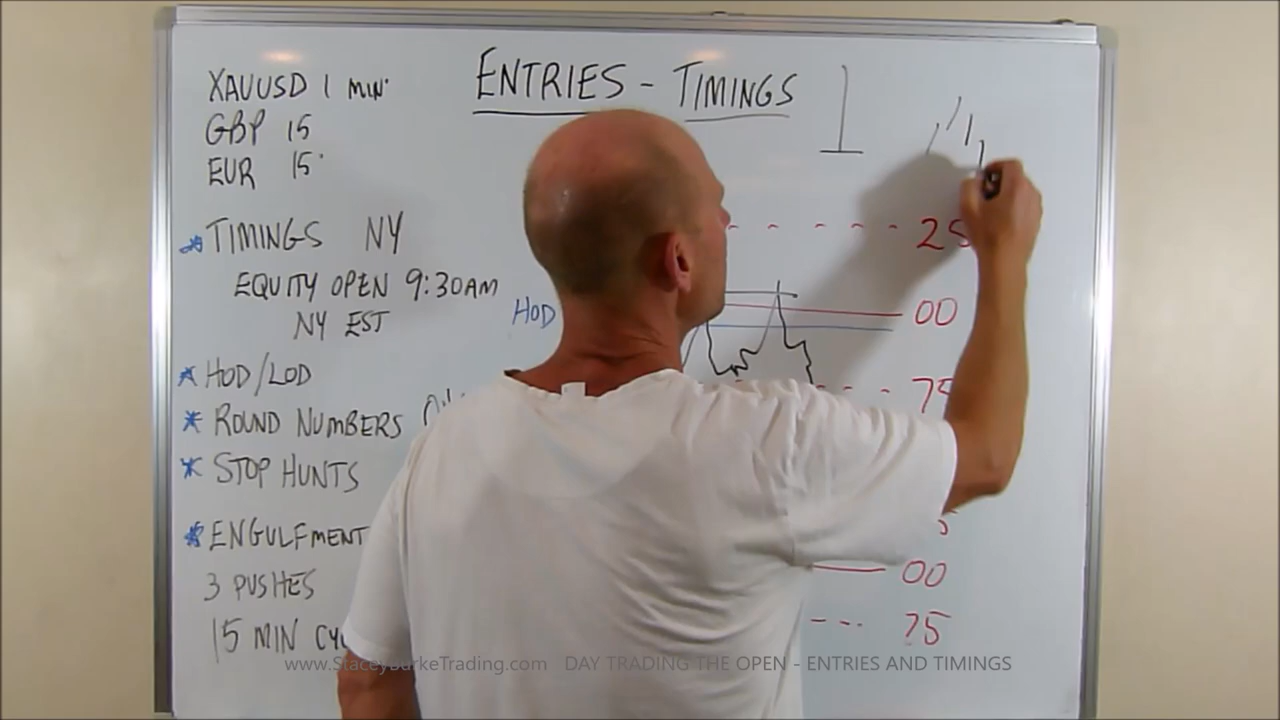 ENTRIES - TIMINGS
XAUUSD 1 MIN
GBP 15
EUR 15
TIMINGS NY
EQUITY OPEN 9:30AM
NY EST
HOD/LOD
ROUND NUMBERS
STOP HUNTS
ENGULFMENT
3 PUSHES
15 MIN
HOD
25
00
75
00
75
www.StaceyBurkeTrading.com DAY TRADING THE OPEN - ENTRIES AND TIMINGS